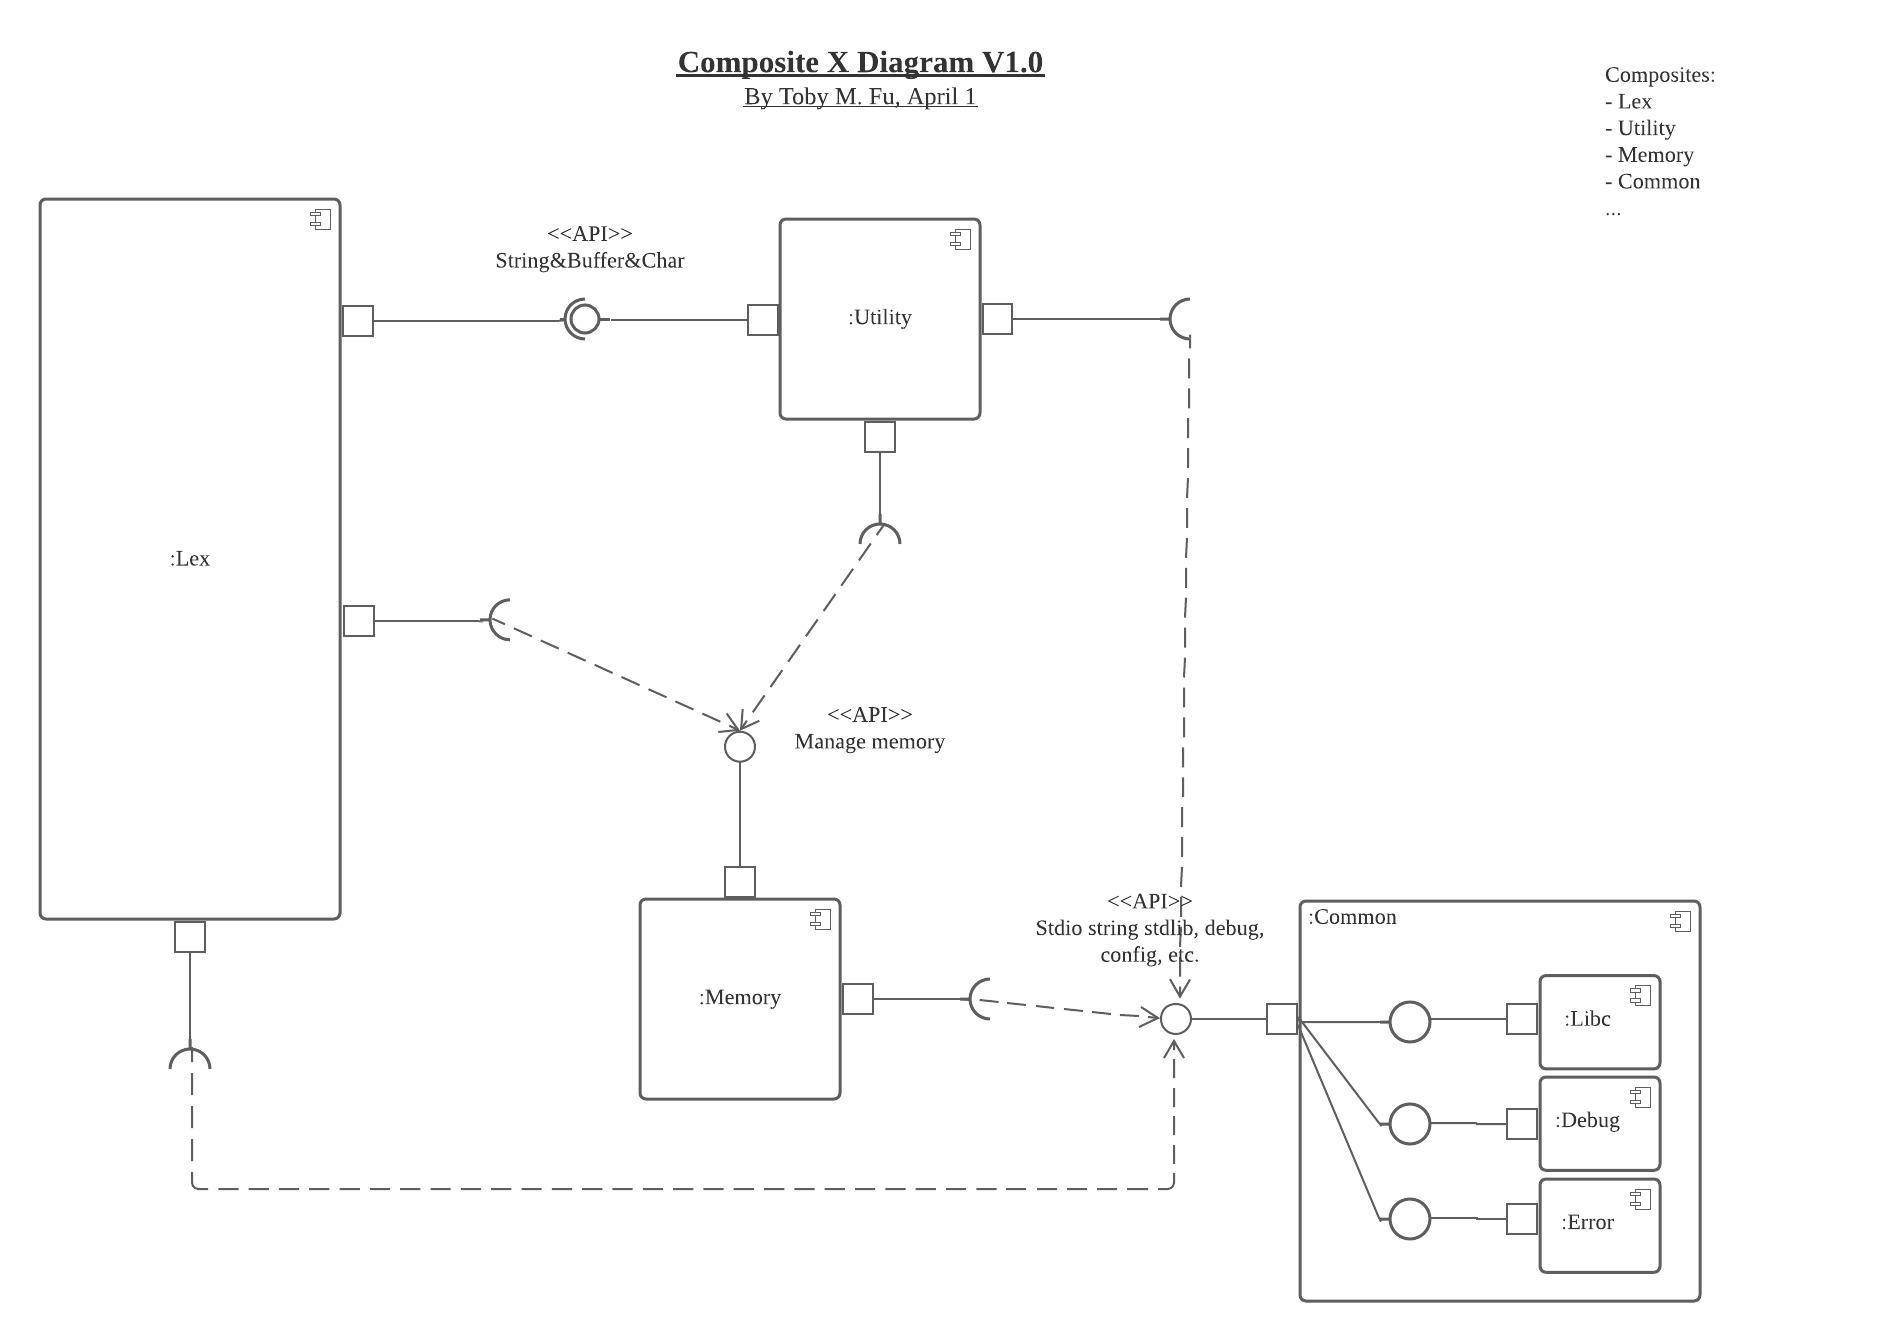 Composite X Diagram V1.0
By Toby M. Fu, April 1
Composites:
- Lex
- Utility
- Memory
- Common
...
<<API>>
String&Buffer&Char
:Utility
:Lex
<<API>>
Manage memory
:Memory
<<API>>
Stdio string stdlib, debug,
config, etc.
:Common
:Libc
:Debug
:Error